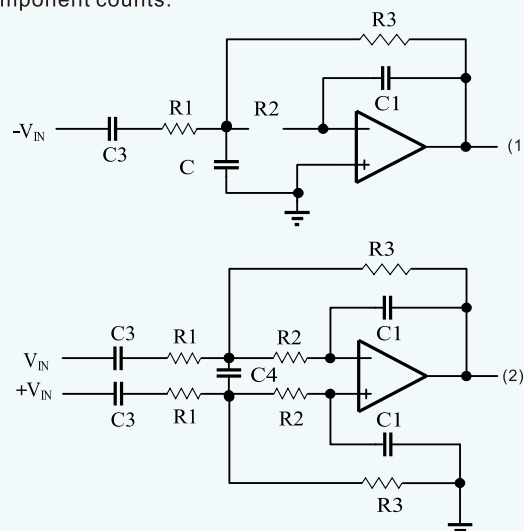 mponent counts.
R3
C1
R1
R2
-VIN
C3
C
(1
R3
C1
R1
R2
C3
VIN
C4
+VIN
C3
R1
R2
C1
R3
(2)